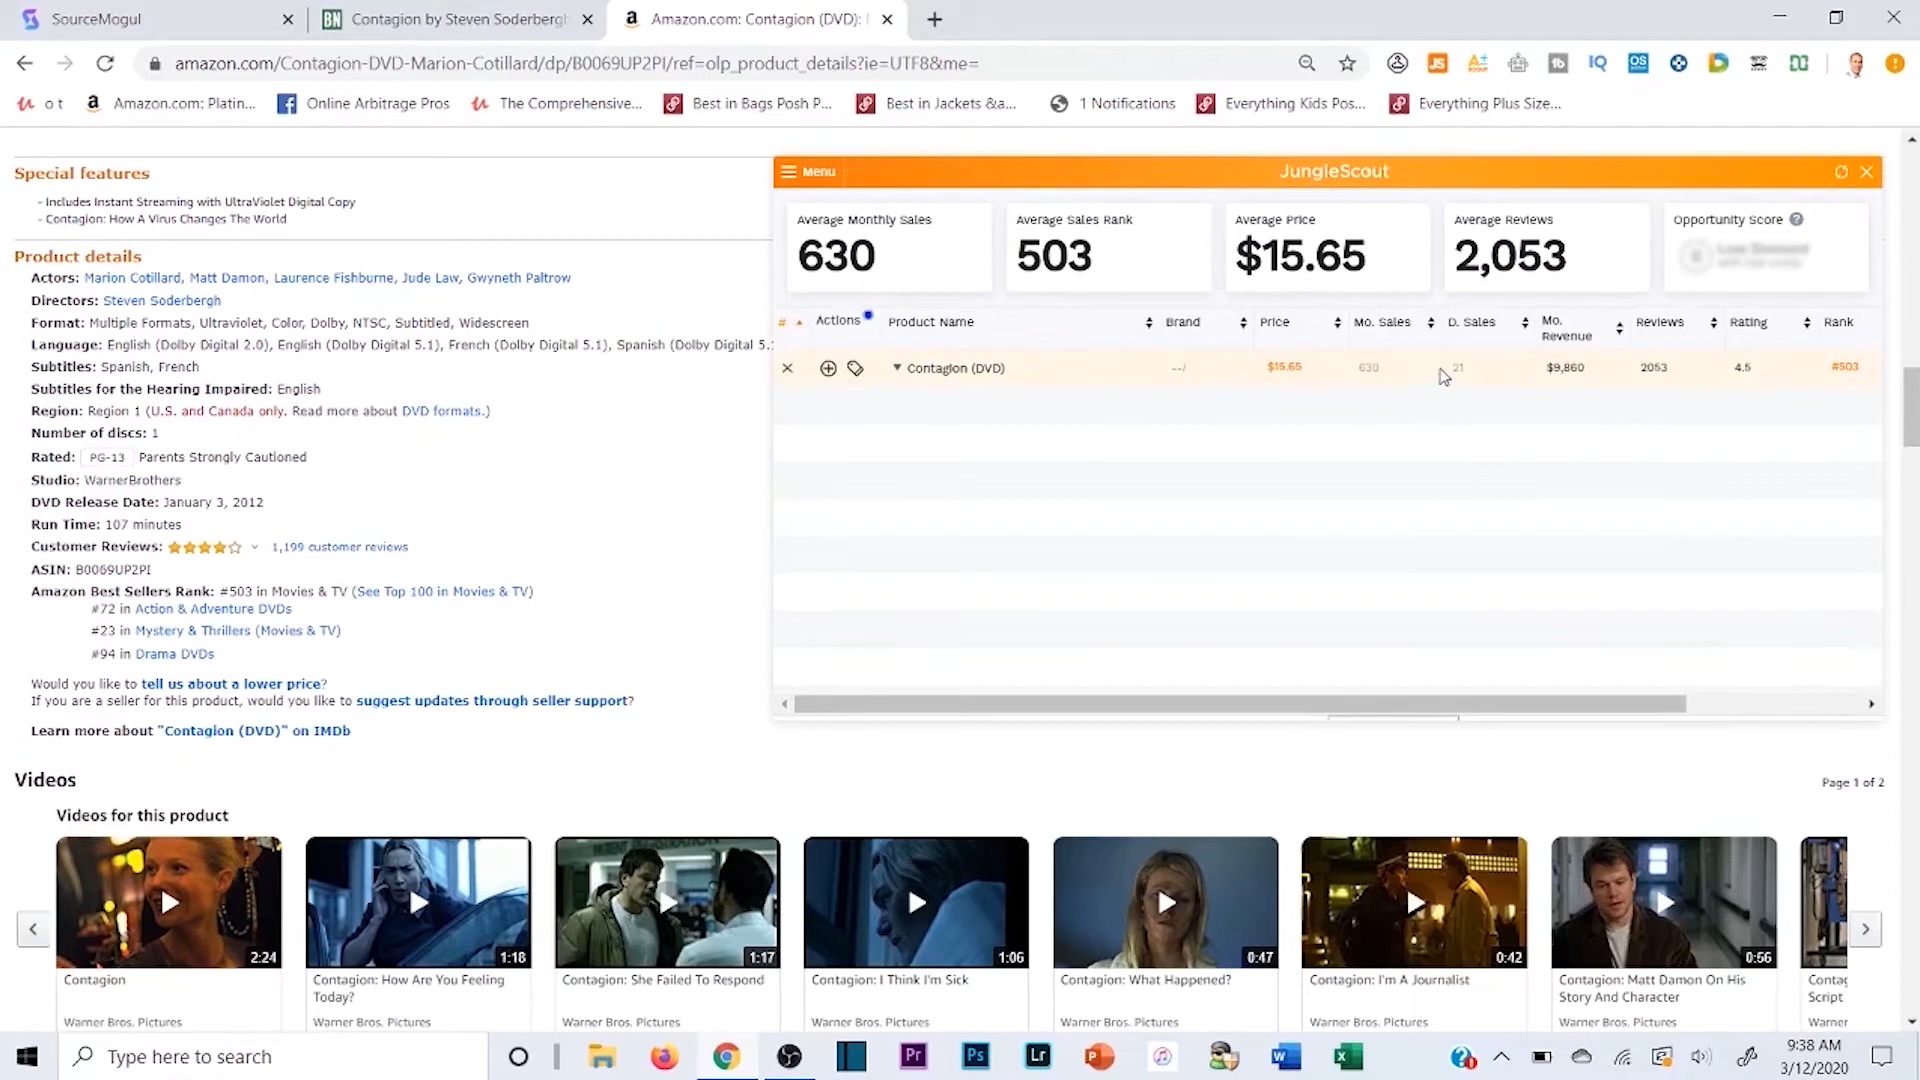 SourceMogul
BN Contagion by Steven Soderbergh
Amazon.com: Contagion (DVD):
amazon.com/Contagion-DVD-Marion-Cotillard/dp/B0069UP2PI/ref=olp_product_details?ie=UTF8&me=
o t
Amazon.com: Platin...
Online Arbitrage Pros
The Comprehensive...
Best in Bags Posh P...
Best in Jackets &a...
1 Notifications
Everything Kids Pos...
Everything Plus Size...
Special features
- Includes Instant Streaming with UltraViolet Digital Copy
- Contagion: How A Virus Changes The World
Product details
Actors: Marion Cotillard, Matt Damon, Laurence Fishburne, Jude Law, Gwyneth Paltrow
Directors: Steven Soderbergh
Format: Multiple Formats, Ultraviolet, Color, Dolby, NTSC, Subtitled, Widescreen
Language: English (Dolby Digital 2.0), English (Dolby Digital 5.1), French (Dolby Digital 5.1), Spanish (Dolby Digital 5.
Subtitles: Spanish, French
Subtitles for the Hearing Impaired: English
Region: Region 1 (U.S. and Canada only. Read more about DVD formats.)
Number of discs: 1
Rated: PG-13 Parents Strongly Cautioned
Studio: WarnerBrothers
DVD Release Date: January 3, 2012
Run Time: 107 minutes
Customer Reviews: 1,199 customer reviews
ASIN: B0069UP2PI
Amazon Best Sellers Rank: #503 in Movies & TV (See Top 100 in Movies & TV)
#72 in Action & Adventure DVDs
#23 in Mystery & Thrillers (Movies & TV)
#94 in Drama DVDs
Would you like to tell us about a lower price?
If you are a seller for this product, would you like to suggest updates through seller support?
Learn more about "Contagion (DVD)" on IMDb
Menu
JungleScout
Average Monthly Sales
630
Average Sales Rank
503
Average Price
$15.65
Average Reviews
2,053
Opportunity Score
# Actions Product Name Brand Price Mo. Sales D. Sales Mo. Revenue Reviews Rating Rank
Contagion (DVD) --/ $15.65 630 21 $9,860 2053 4.5 #503
Videos
Page 1 of 2
Videos for this product
2:24
1:18
1:17
1:06
0:47
0:42
0:56
Contagion
Warner Bros. Pictures
Contagion: How Are You Feeling
Today?
Warner Bros. Pictures
Contagion: She Failed To Respond
Warner Bros. Pictures
Contagion: I Think I'm Sick
Warner Bros. Pictures
Contagion: What Happened?
Warner Bros. Pictures
Contagion: I'm A Journalist
Warner Bros. Pictures
Contagion: Matt Damon On His
Story And Character
Warner Bros. Pictures
Contag
Script
Warner
Type here to search
Pr
Ps
Lr
9:38 AM
3/12/2020